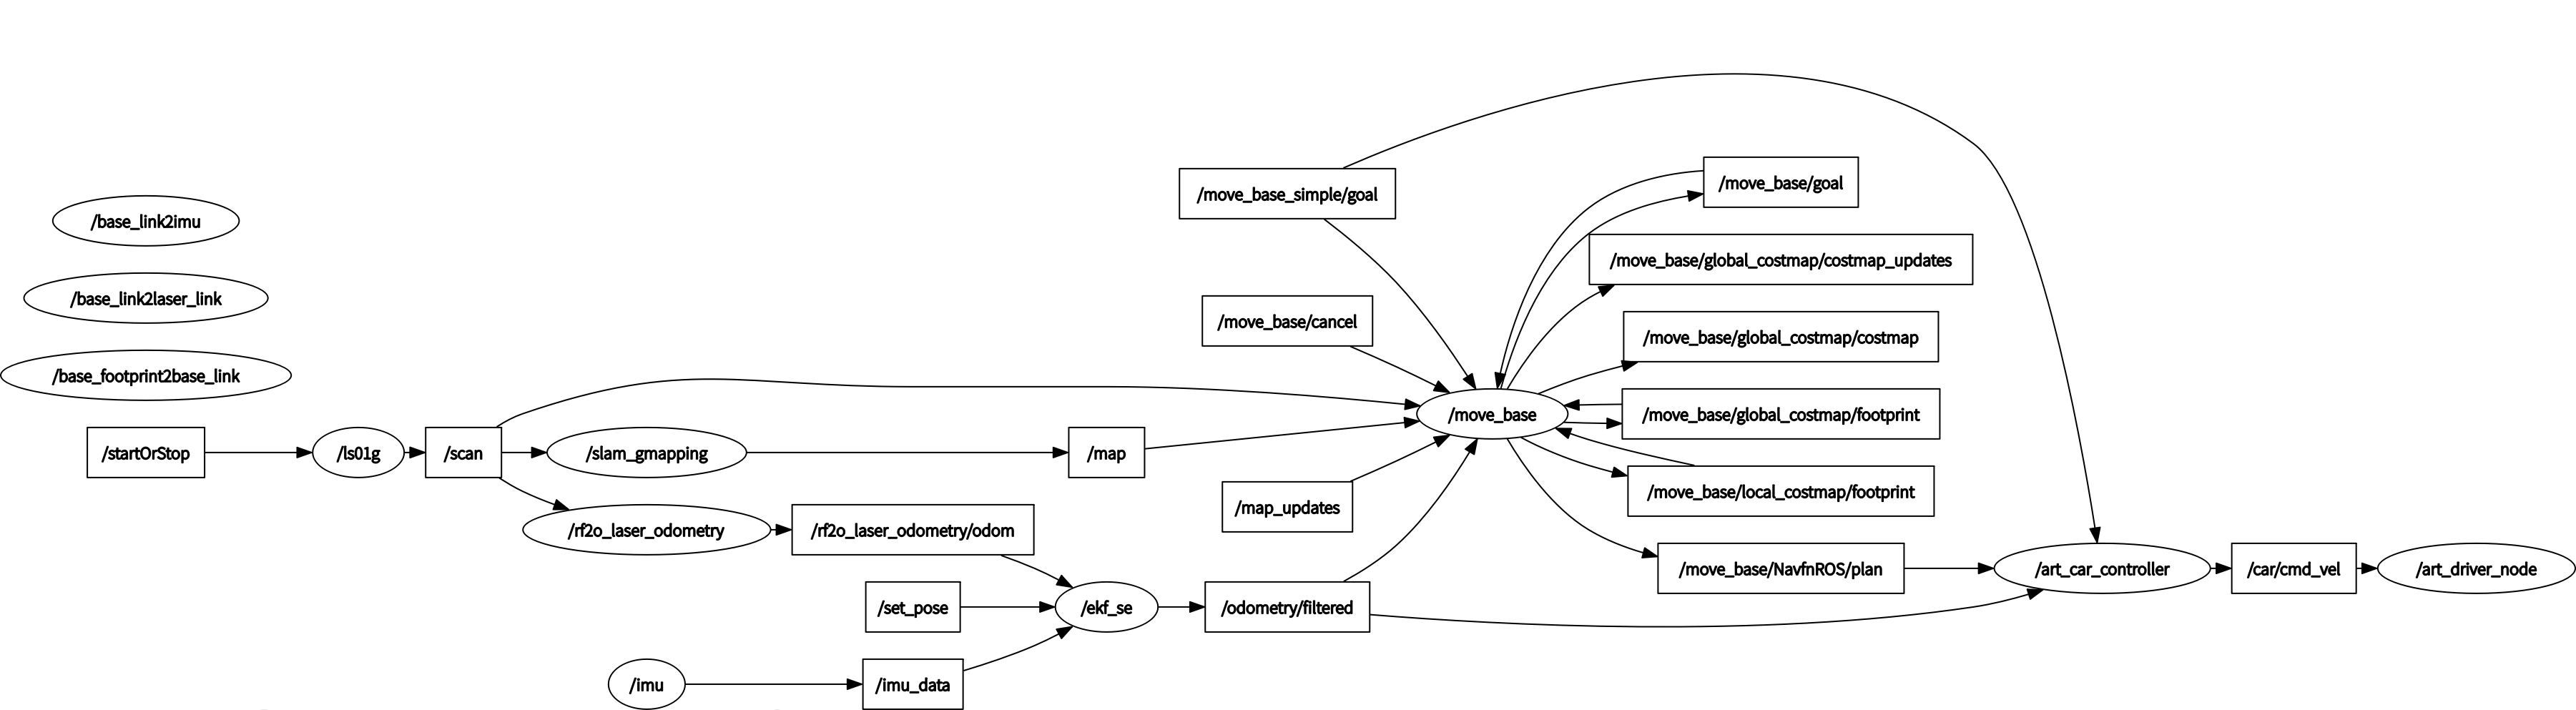 /move_base_simple/goal
/move_base/goal
/base_link2imu
/move_base/global_costmap/costmap_updates
/base_link2laser_link
/move_base/cancel
/move_base/global_costmap/costmap
/base_footprint2base_link
/move_base
/move_base/global_costmap/footprint
/startOrStop
/ls01g
/scan
/slam_gmapping
/map
/move_base/local_costmap/footprint
/map_updates
/rf2o_laser_odometry
/rf2o_laser_odometry/odom
/move_base/NavfnROS/plan
/art_car_controller
/car/cmd_vel
/art_driver_node
/set_pose
/ekf_se
/odometry/filtered
/imu
/imu_data